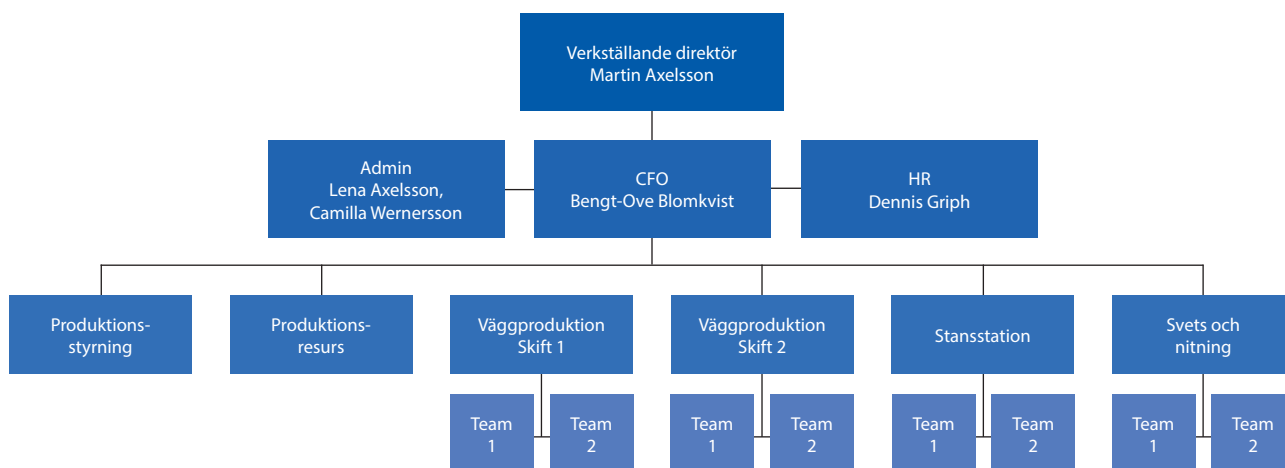 Verkställande direktör
Martin Axelsson
Admin
Lena Axelsson,
Camilla Wernersson
CFO
Bengt-Ove Blomkvist
HR
Dennis Griph
Produktions-
styrning
Produktions-
resurs
Väggproduktion
Skift 1
Väggproduktion
Skift 2
Stansstation
Svets och
nitning
Team
1
Team
2
Team
1
Team
2
Team
1
Team
2
Team
1
Team
2